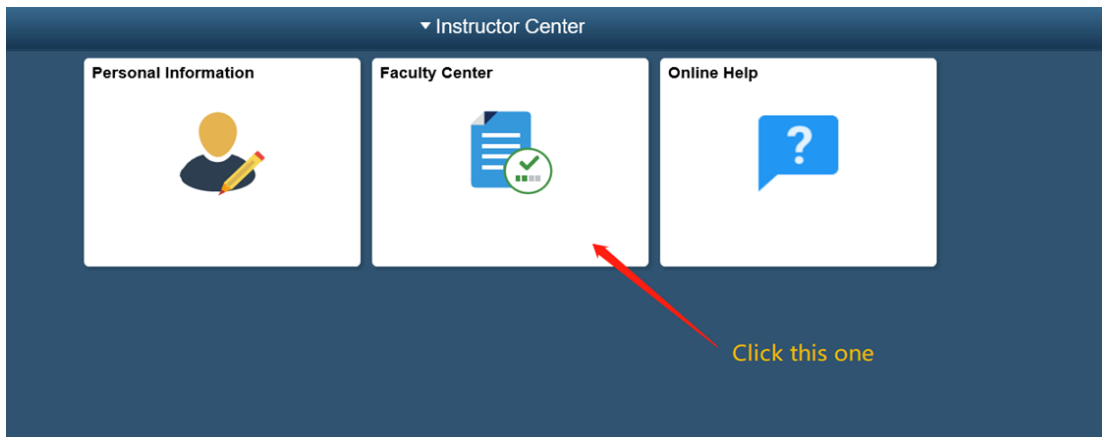 Instructor Center
Personal Information
Faculty Center
Online Help
?
Click this one